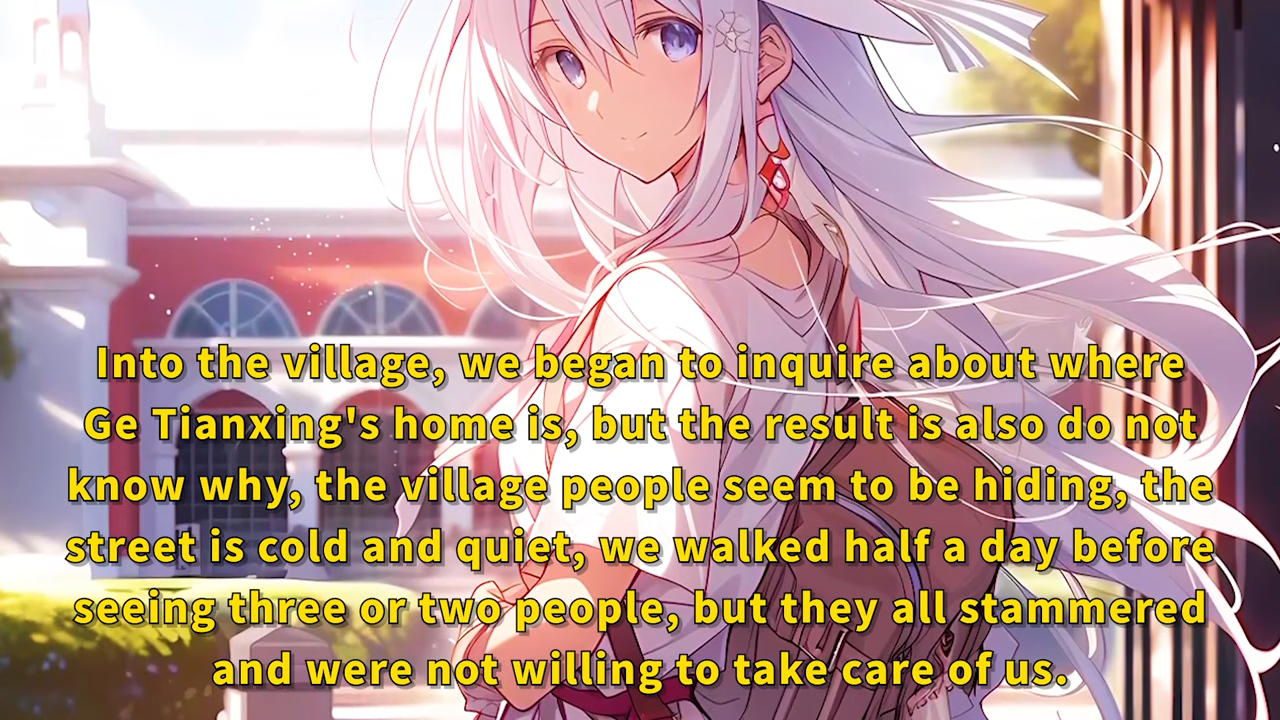 Into the village, we began to inquire about where
Ge Tianxing's home is, but the result is also do not
know why, the village people seem to be hiding, the
street is cold and quiet, we walked half a day before
seeing three or two people, but they all stammered
and were not willing to take care of us.